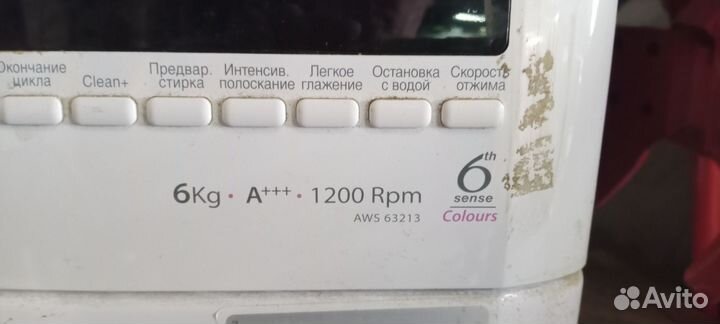 Окончание цикла
Clean+
Предвар. стирка
Интенсив. полоскание
Легкое глажение
Остановка с водой
Скорость отжима
6Kg • A+++ • 1200 Rpm
AWS 63213
6th
sense
Colours
Avito